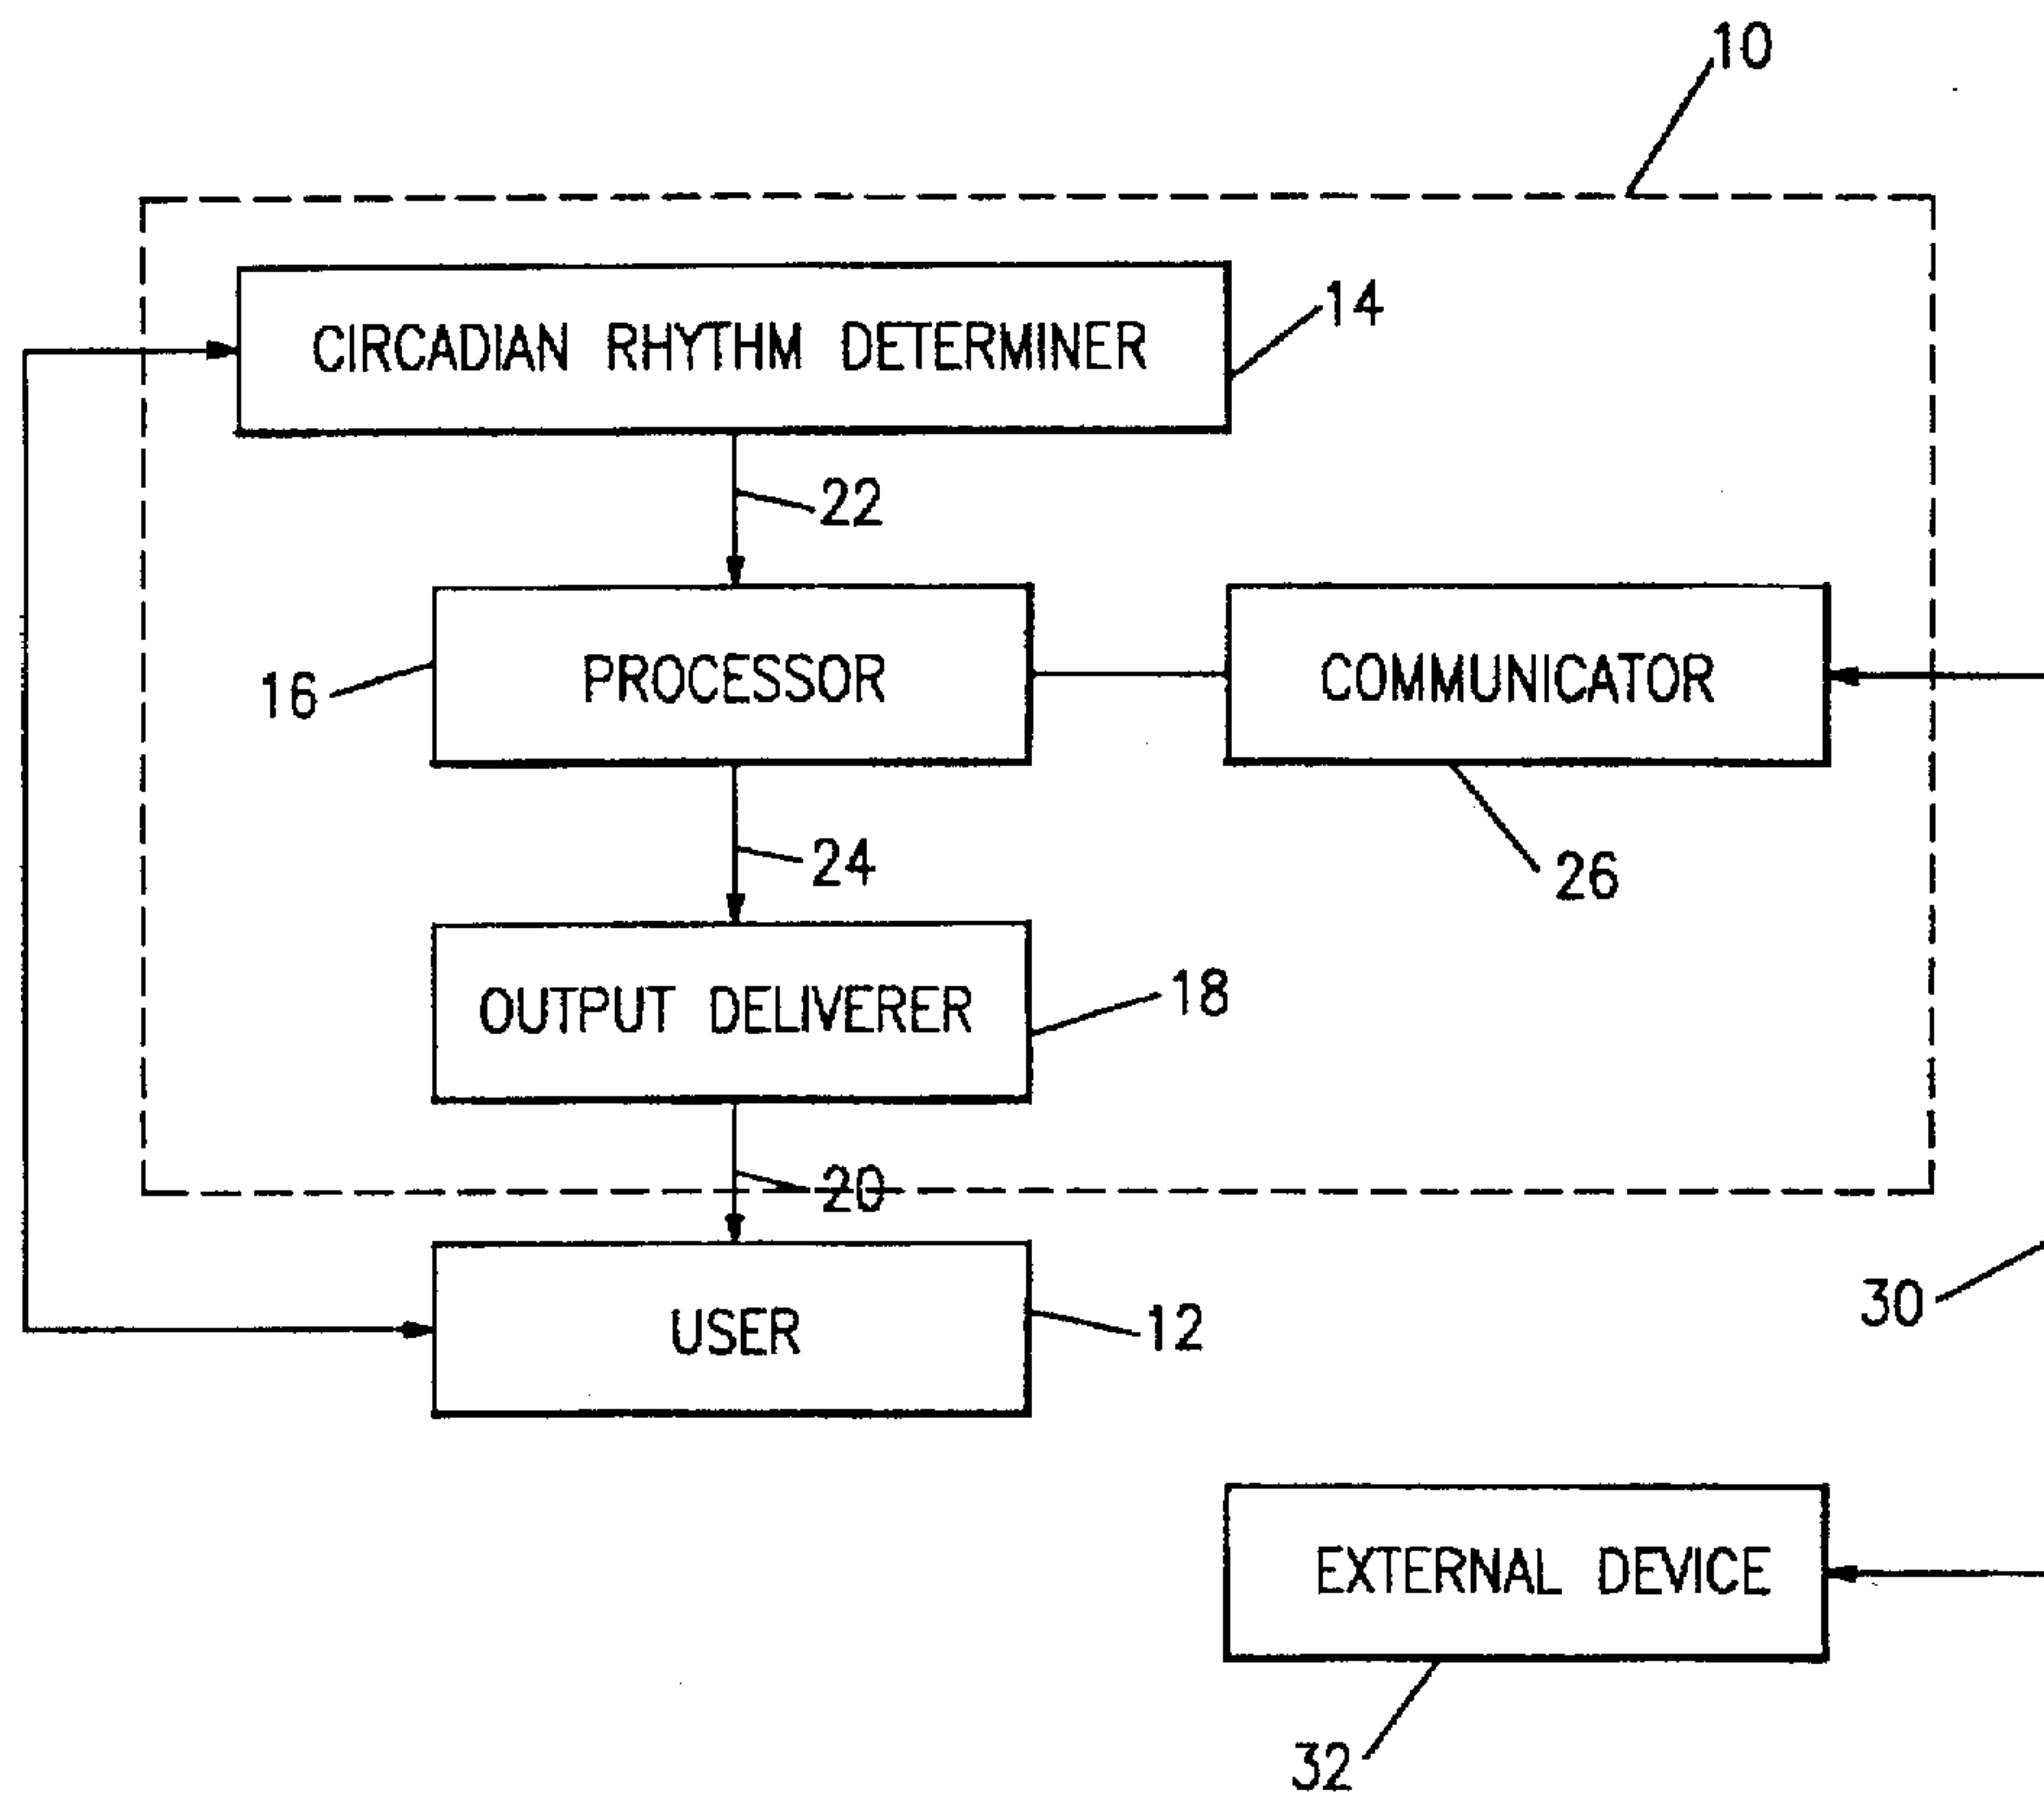 10
CIRCADIAN RHYTHM DETERMINER
14
22
PROCESSOR
16
COMMUNICATOR
26
24
OUTPUT DELIVERER
18
20
USER
12
30
EXTERNAL DEVICE
32